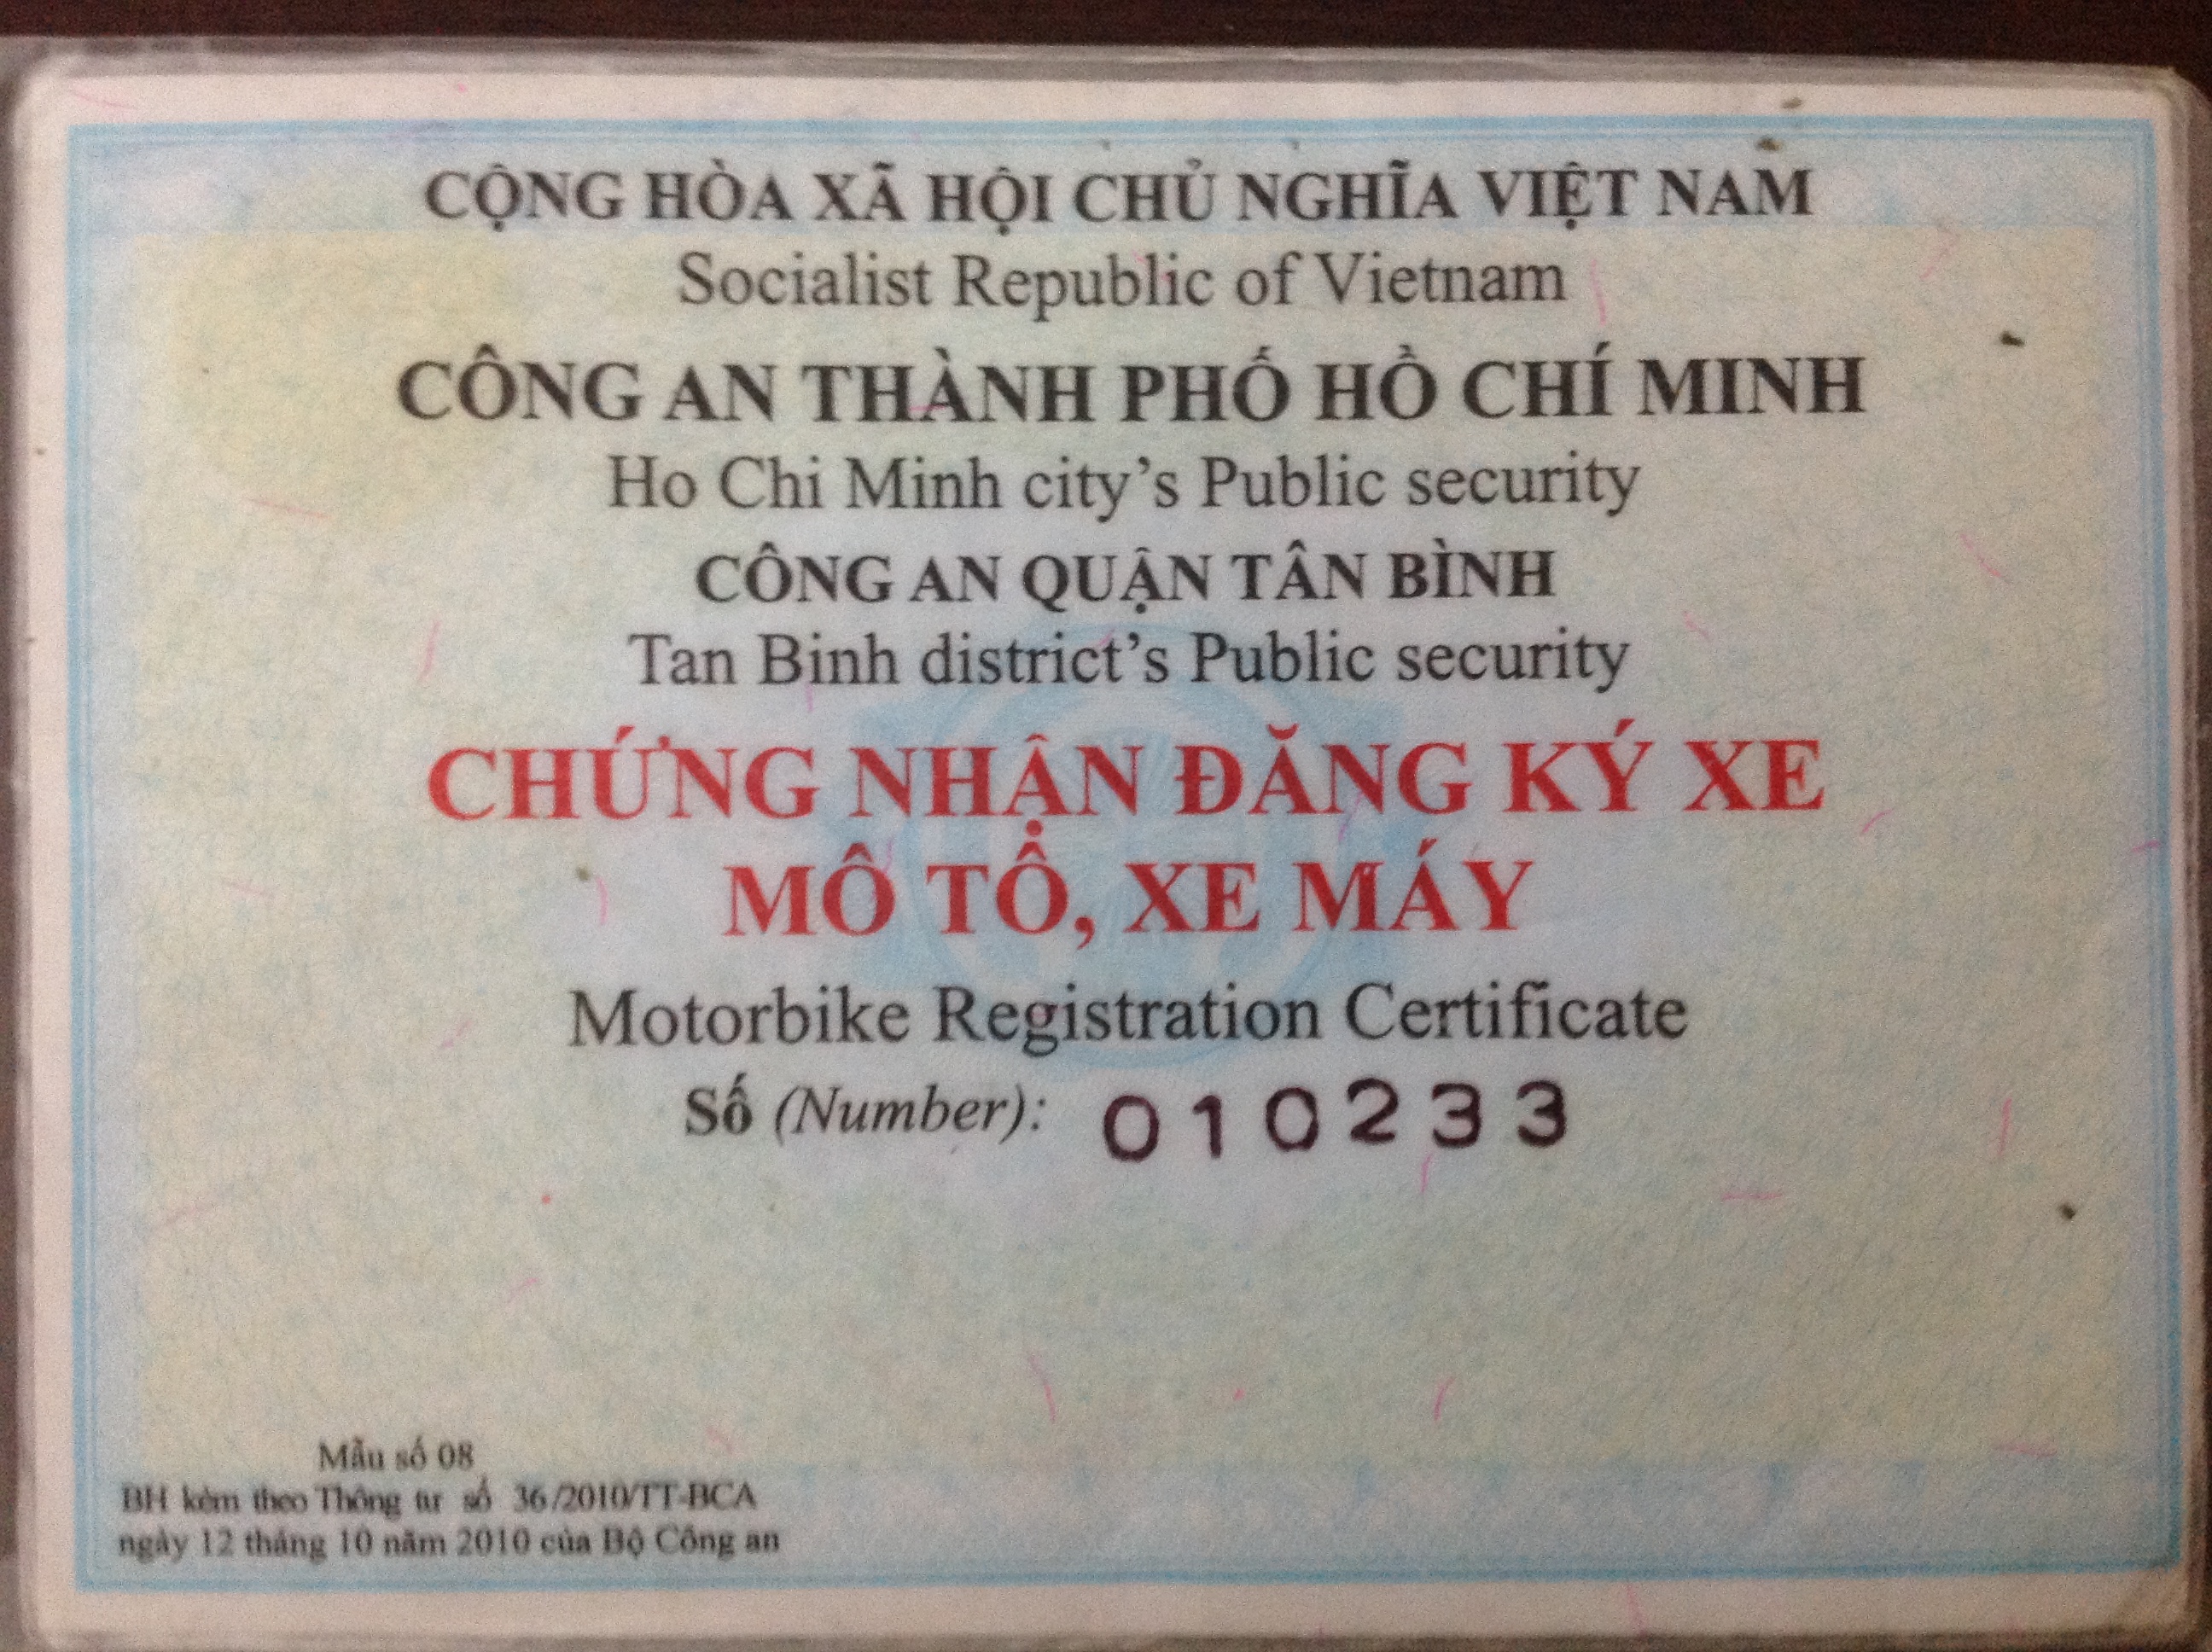 CỘNG HÒA XÃ HỘI CHỦ NGHĨA VIỆT NAM
Socialist Republic of Vietnam
CÔNG AN THÀNH PHỐ HỒ CHÍ MINH
Ho Chi Minh city’s Public security
CÔNG AN QUẬN TÂN BÌNH
Tan Binh district’s Public security
CHỨNG NHẬN ĐĂNG KÝ XE
MÔ TÔ, XE MÁY
Motorbike Registration Certificate
Số (Number): 010233
Mẫu số 08
BH kèm theo Thông tư số 36/2010/TT-BCA
ngày 12 tháng 10 năm 2010 của Bộ Công an